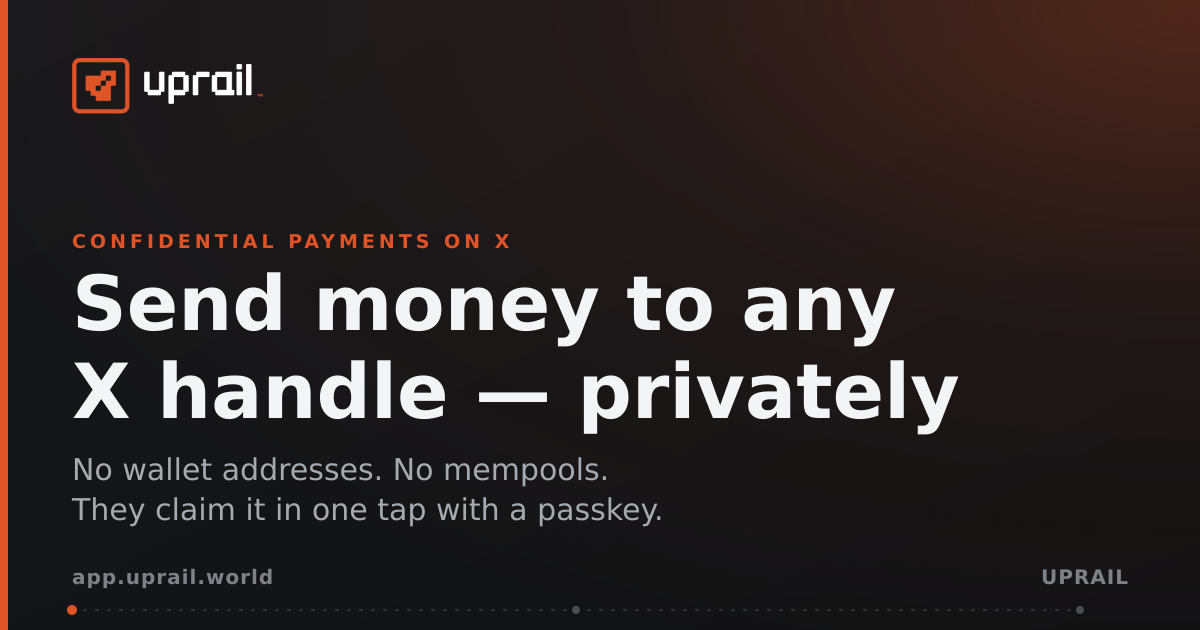 uprail™
CONFIDENTIAL PAYMENTS ON X
Send money to any
X handle — privately
No wallet addresses. No mempools.
They claim it in one tap with a passkey.
app.uprail.world
UPRAIL